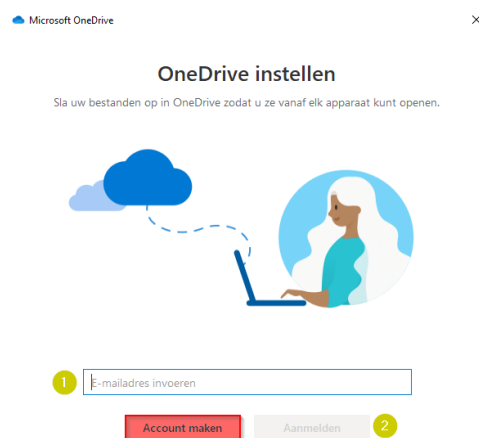 Microsoft OneDrive
OneDrive instellen
Sla uw bestanden op in OneDrive zodat u ze vanaf elk apparaat kunt openen.
1
E-mailadres invoeren
Account maken
Aanmelden
2